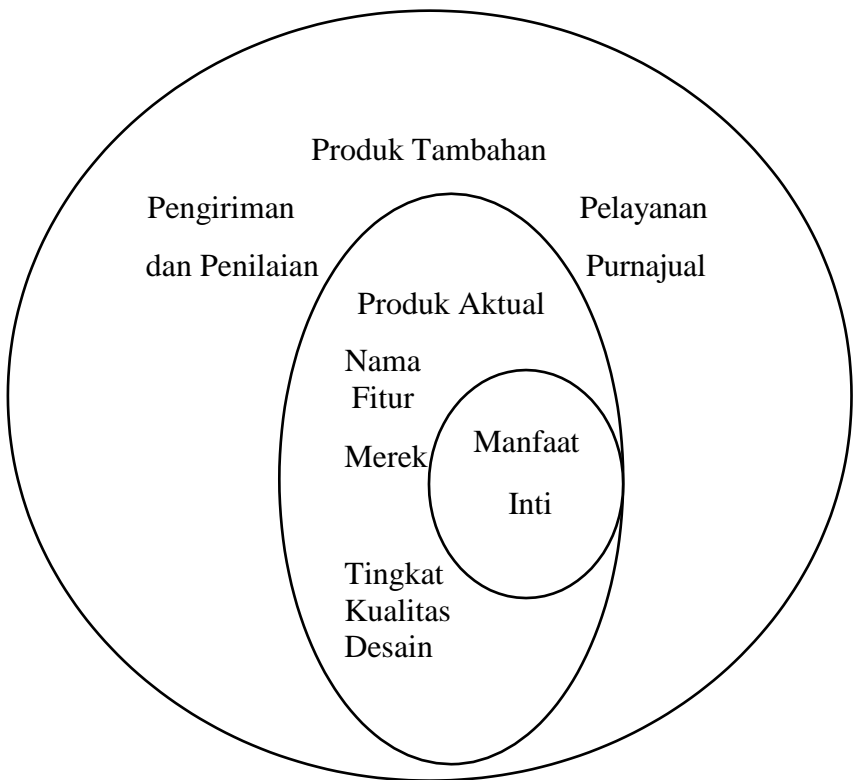 Produk Tambahan
Pengiriman
dan Penilaian
Pelayanan
Purnajual
Produk Aktual
Nama
Fitur
Merek
Tingkat
Kualitas
Desain
Manfaat
Inti